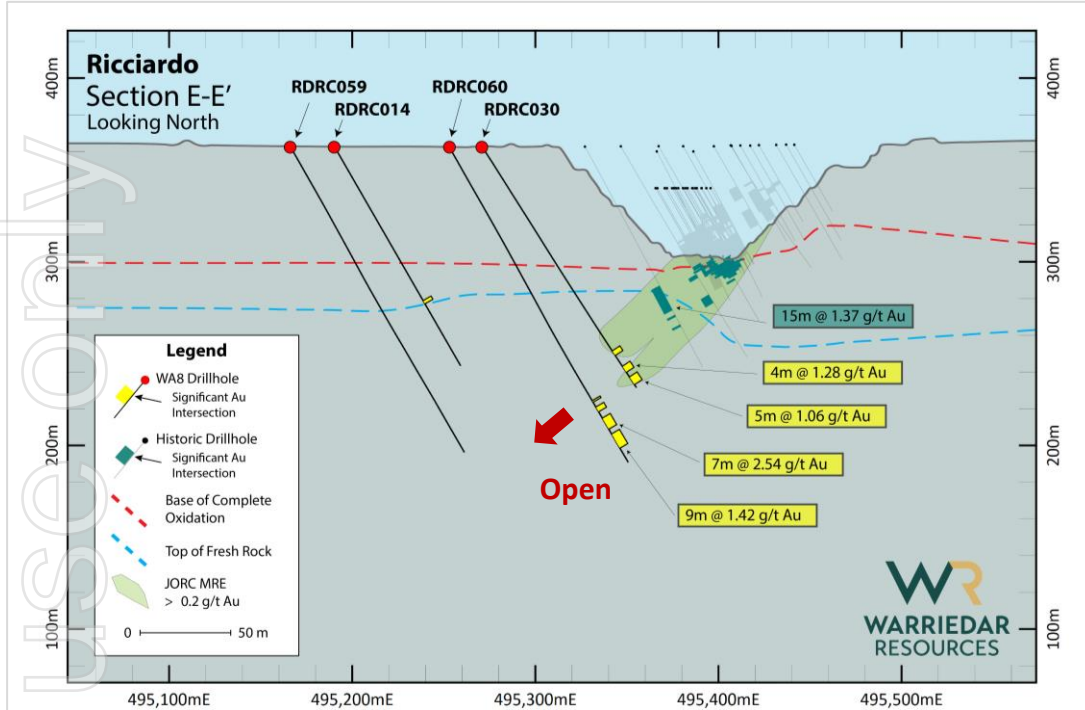 Ricciardo
Section E-E'
Looking North
RDRC059
RDRC014
RDRC060
RDRC030
400m
300m
200m
100m
400m
300m
200m
100m
15m @ 1.37 g/t Au
4m @ 1.28 g/t Au
5m @ 1.06 g/t Au
7m @ 2.54 g/t Au
9m @ 1.42 g/t Au
Open
Legend
WA8 Drillhole
Significant Au
Intersection
Historic Drillhole
Significant Au
Intersection
Base of Complete
Oxidation
Top of Fresh Rock
JORC MRE
> 0.2 g/t Au
0 50 m
WR
WARRIEDAR
RESOURCES
495,100mE
495,200mE
495,300mE
495,400mE
495,500mE
use only